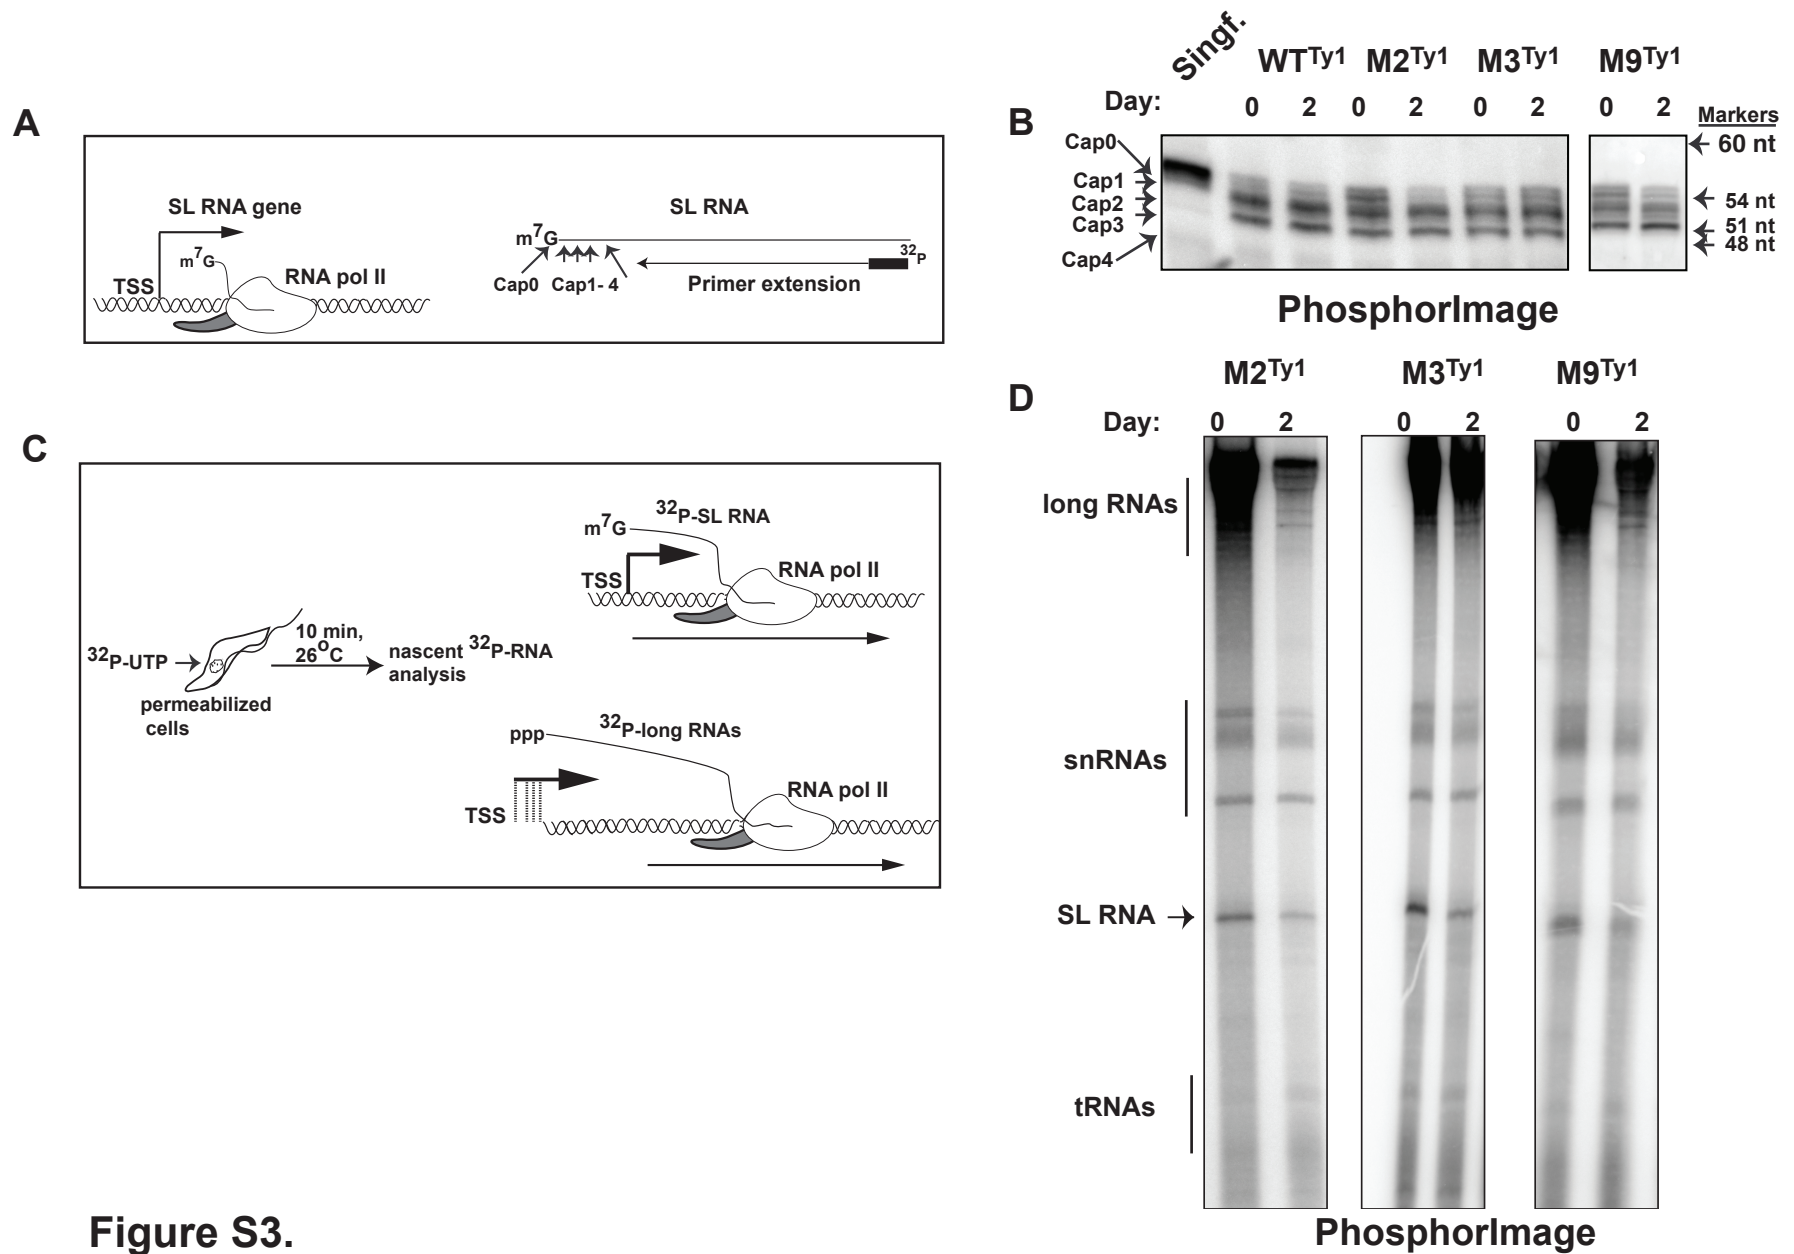 A
SL RNA gene
m7G
TSS
RNA pol II
SL RNA
m7G
32P
Cap0 Cap1- 4
Primer extension
B
Singf.
WTTy1 M2Ty1 M3Ty1 M9Ty1
Day: 0 2 0 2 0 2 0 2
Markers
Cap0
Cap1
Cap2
Cap3
Cap4
60 nt
54 nt
51 nt
48 nt
PhosphorImage
C
32P-UTP
permeabilized
cells
10 min,
26oC
nascent 32P-RNA
analysis
m7G
32P-SL RNA
TSS
RNA pol II
ppp
32P-long RNAs
TSS
RNA pol II
D
M2Ty1 M3Ty1 M9Ty1
Day: 0 2 0 2 0 2
long RNAs
snRNAs
SL RNA
tRNAs
PhosphorImage
Figure S3.